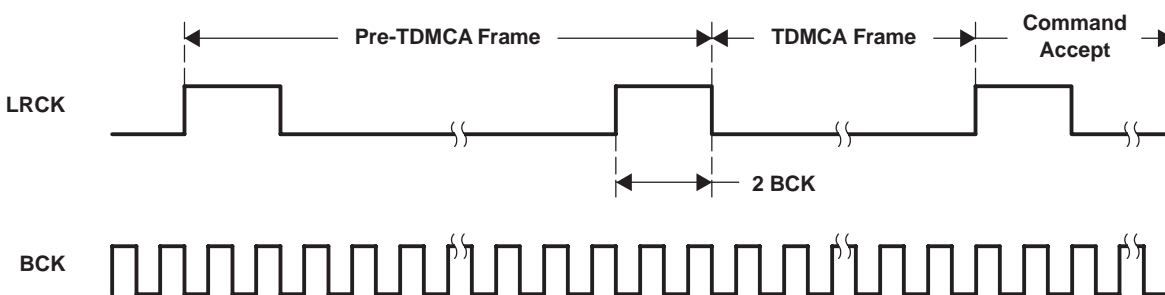 Pre-TDMCA Frame
TDMCA Frame
Command
Accept
LRCK
2 BCK
BCK